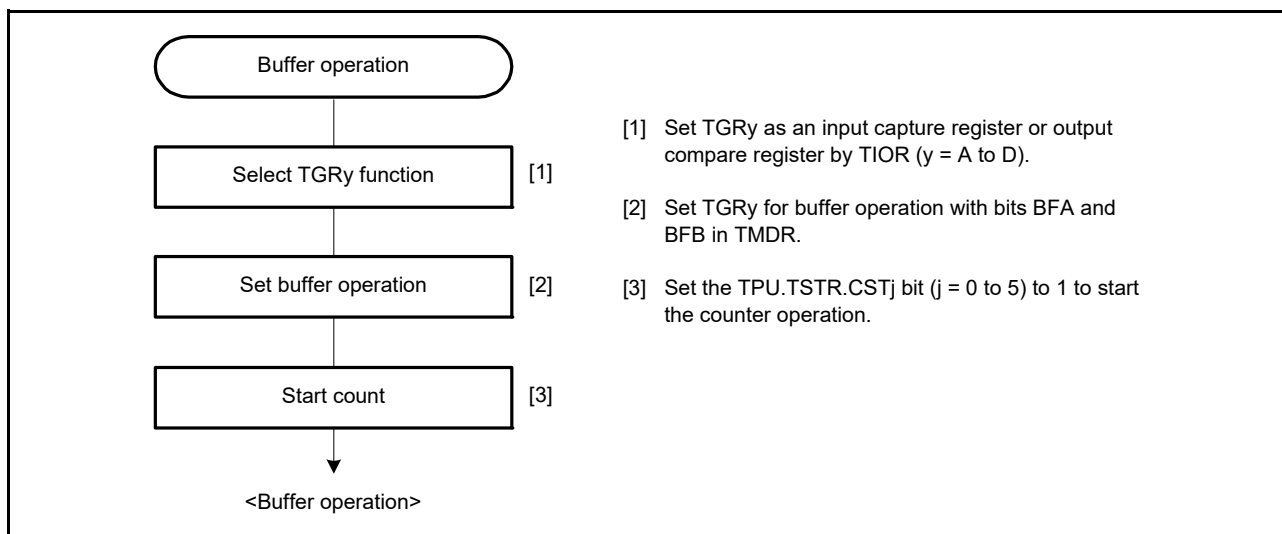 Buffer operation
Select TGRy function
[1]
Set buffer operation
[2]
Start count
[3]
<Buffer operation>
[1] Set TGRy as an input capture register or output
compare register by TIOR (y = A to D).
[2] Set TGRy for buffer operation with bits BFA and
BFB in TMDR.
[3] Set the TPU.TSTR.CSTj bit (j = 0 to 5) to 1 to start
the counter operation.